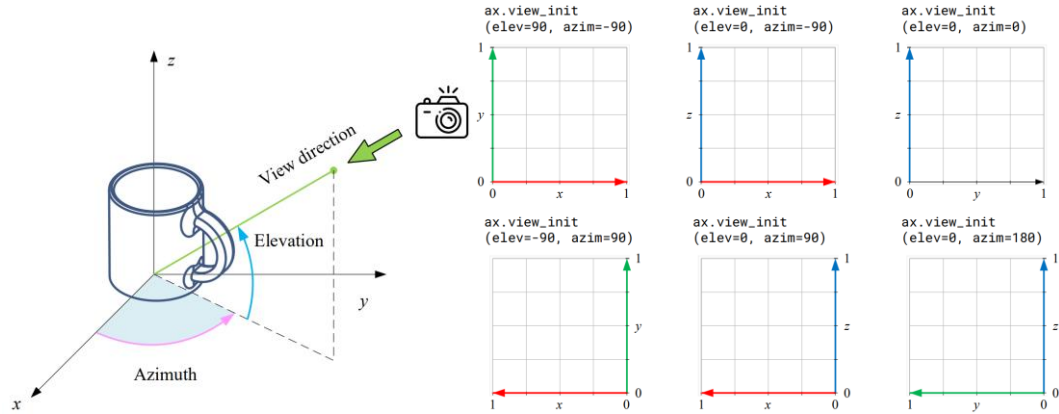 z
View direction
Elevation
y
Azimuth
x
ax.view_init
(elev=90, azim=-90)
1
y
0
0
x
1
ax.view_init
(elev=0, azim=-90)
1
z
0
0
x
1
ax.view_init
(elev=0, azim=0)
1
z
0
0
y
1
ax.view_init
(elev=-90, azim=90)
1
y
0
1
x
0
ax.view_init
(elev=0, azim=90)
1
z
0
1
x
0
ax.view_init
(elev=0, azim=180)
1
z
0
1
y
0